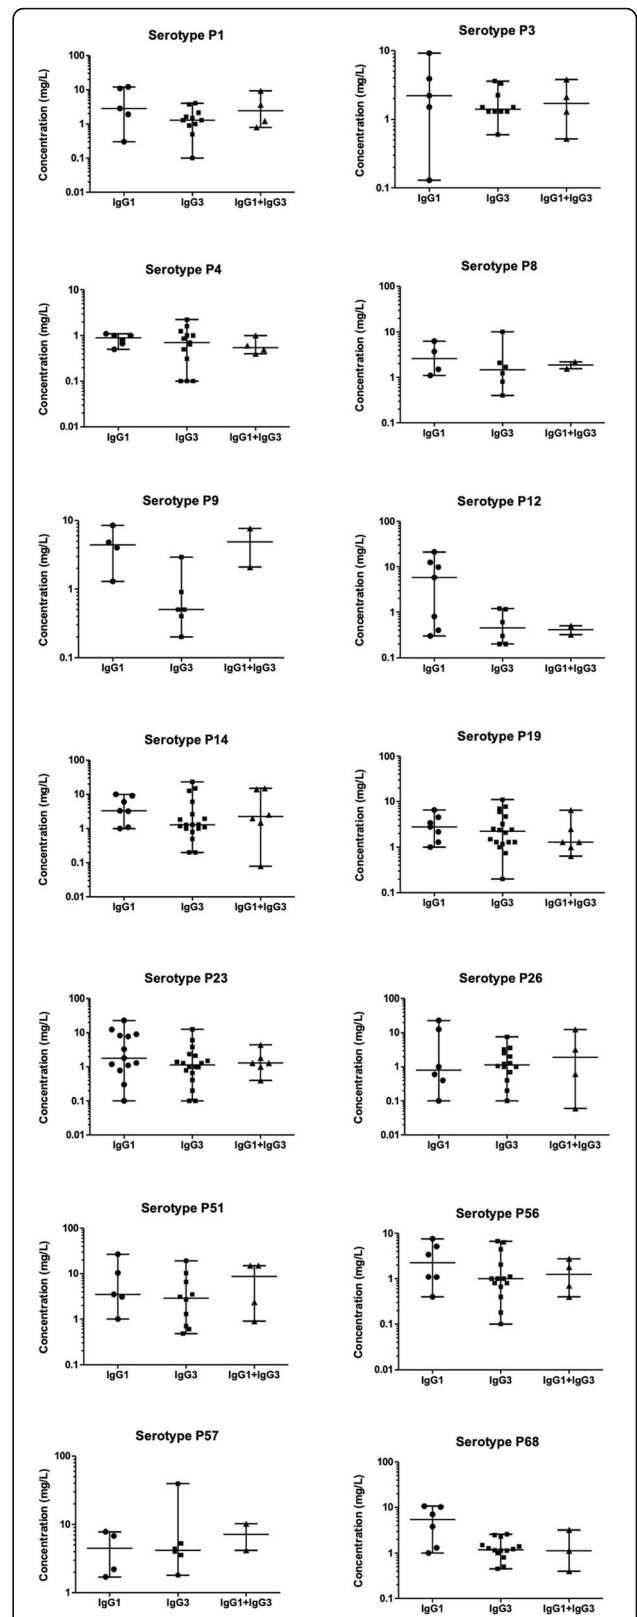 Serotype P1
Concentration (mg/L)
100
10
1
0.1
0.01
IgG1
IgG3
IgG1+IgG3
Serotype P3
Concentration (mg/L)
10
1
0.1
IgG1
IgG3
IgG1+IgG3
Serotype P4
Concentration (mg/L)
10
1
0.1
0.01
IgG1
IgG3
IgG1+IgG3
Serotype P8
Concentration (mg/L)
100
10
1
0.1
IgG1
IgG3
IgG1+IgG3
Serotype P9
Concentration (mg/L)
10
1
0.1
IgG1
IgG3
IgG1+IgG3
Serotype P12
Concentration (mg/L)
100
10
1
0.1
IgG1
IgG3
IgG1+IgG3
Serotype P14
Concentration (mg/L)
100
10
1
0.1
0.01
IgG1
IgG3
IgG1+IgG3
Serotype P19
Concentration (mg/L)
100
10
1
0.1
IgG1
IgG3
IgG1+IgG3
Serotype P23
Concentration (mg/L)
100
10
1
0.1
0.01
IgG1
IgG3
IgG1+IgG3
Serotype P26
Concentration (mg/L)
100
10
1
0.1
0.01
IgG1
IgG3
IgG1+IgG3
Serotype P51
Concentration (mg/L)
100
10
1
0.1
IgG1
IgG3
IgG1+IgG3
Serotype P56
Concentration (mg/L)
10
1
0.1
0.01
IgG1
IgG3
IgG1+IgG3
Serotype P57
Concentration (mg/L)
100
10
1
IgG1
IgG3
IgG1+IgG3
Serotype P68
Concentration (mg/L)
100
10
1
0.1
IgG1
IgG3
IgG1+IgG3